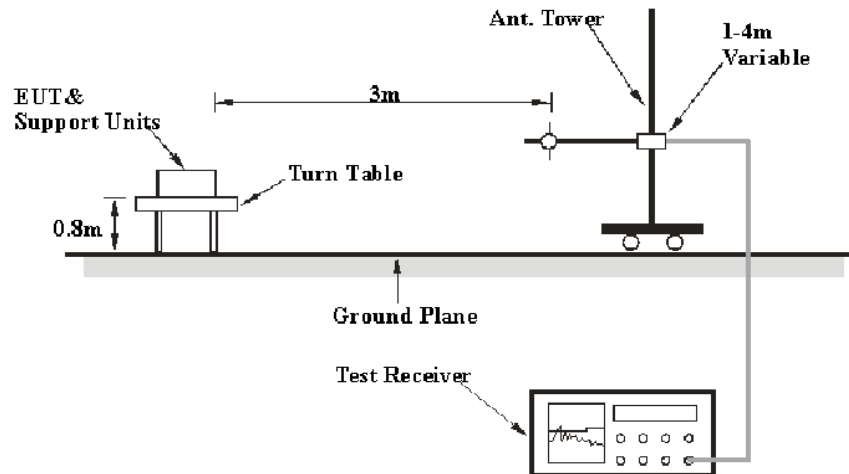 Ant. Tower
1-4m
Variable
3m
EUT &
Support Units
Turn Table
0.8m
Ground Plane
Test Receiver